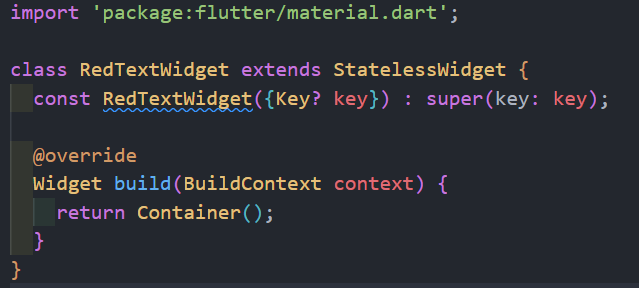 import 'package:flutter/material.dart';
class RedTextWidget extends StatelessWidget {
const RedTextWidget({Key? key}) : super(key: key);
@override
Widget build(BuildContext context) {
return Container();
}
}